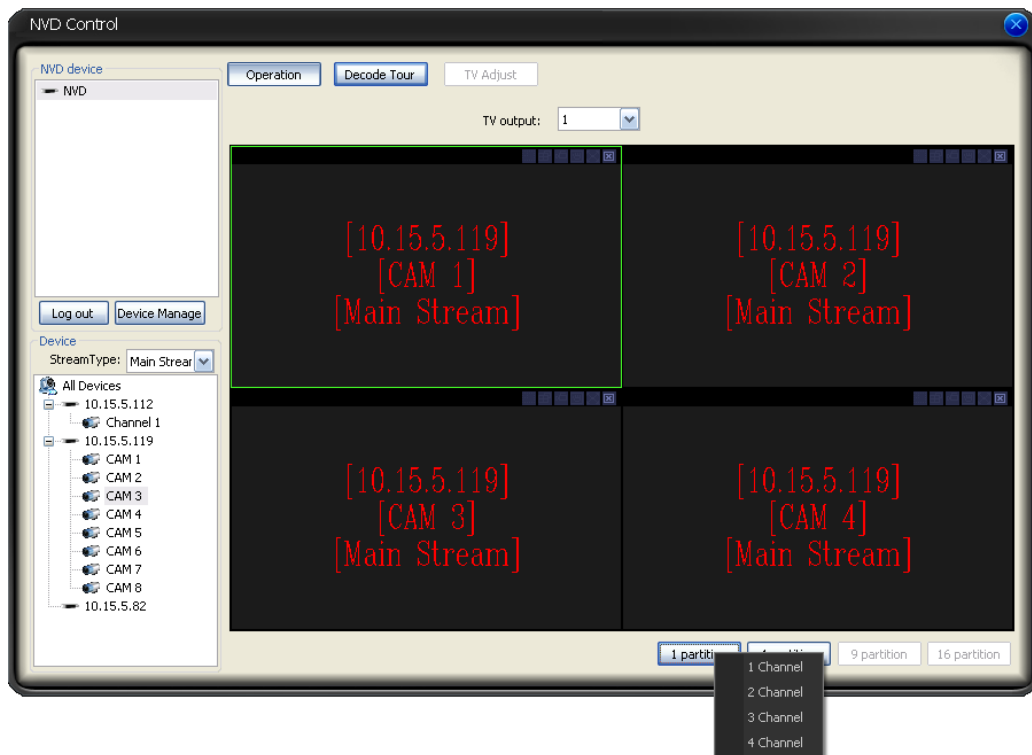 NVD Control
NVD device
NVD
Operation
Decode Tour
TV Adjust
TV output:
1
[10.15.5.119]
[CAM 1]
[Main Stream]
[10.15.5.119]
[CAM 2]
[Main Stream]
[10.15.5.119]
[CAM 3]
[Main Stream]
[10.15.5.119]
[CAM 4]
[Main Stream]
Log out
Device Manage
Device
StreamType:
Main Strear
All Devices
10.15.5.112
Channel 1
10.15.5.119
CAM 1
CAM 2
CAM 3
CAM 4
CAM 5
CAM 6
CAM 7
CAM 8
10.15.5.82
1 partiti
9 partition
16 partition
1 Channel
2 Channel
3 Channel
4 Channel